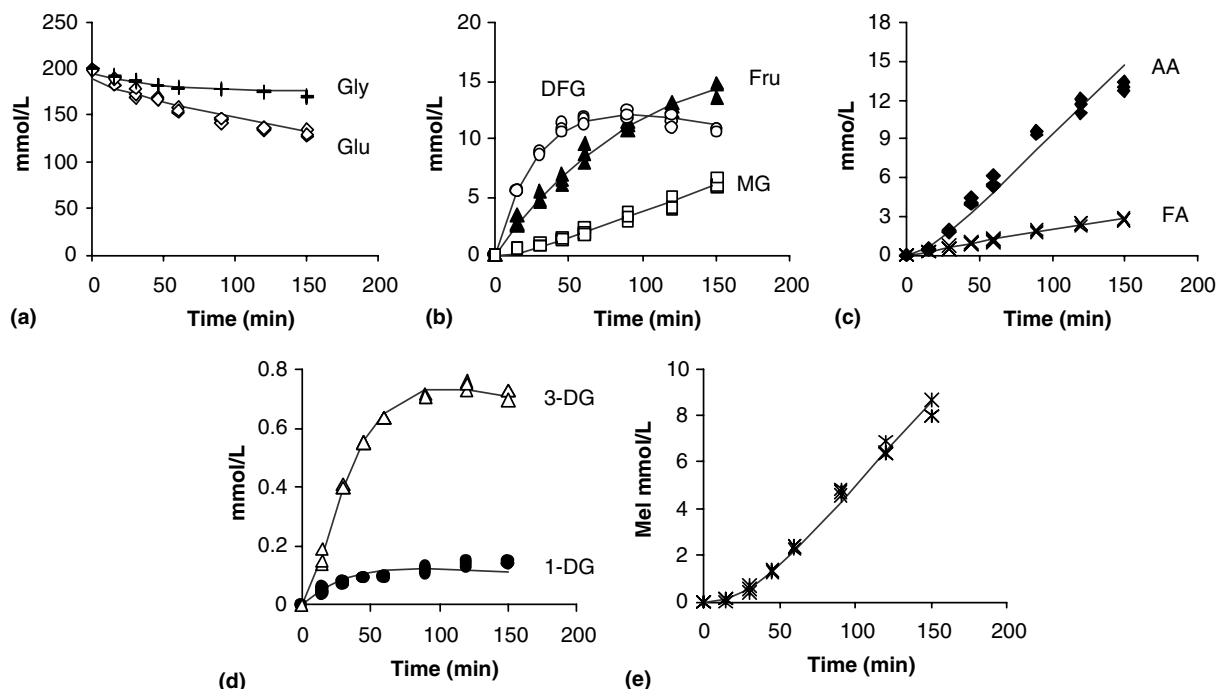 250
200
150
100
50
0
mmol/L
Gly
Glu
0 50 100 150 200
(a)
Time (min)
20
15
10
5
0
mmol/L
DFG
Fru
MG
0 50 100 150 200
(b)
Time (min)
18
15
12
9
6
3
0
mmo/L
AA
FA
0 50 100 150 200
(c)
Time (min)
0.8
0.6
0.4
0.2
0
mmol/L
3-DG
1-DG
0 50 100 150 200
Time (min)
(d)
10
8
6
4
2
0
Mel mmol/L
0 50 100 150 200
Time (min)
(e)